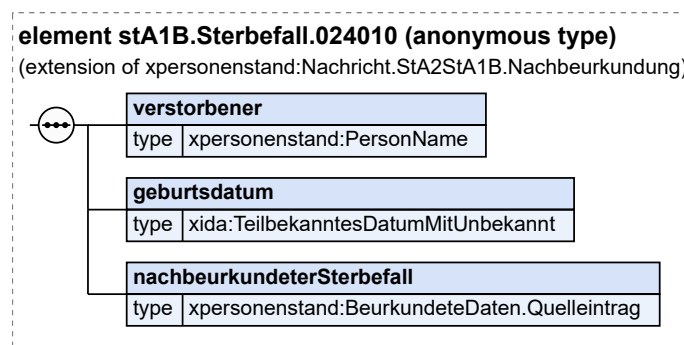 element stA1B.Sterbefall.024010 (anonymous type)
(extension of xpersonenstand:Nachricht.StA2StA1B.Nachbeurkundung)
verstorbener
type xpersonenstand:PersonName
geburtsdatum
type xida:TeilbekanntesDatumMitUnbekannt
nachbeurkundeterSterbefall
type xpersonenstand:BeurkundeteDaten.Quelleintrag